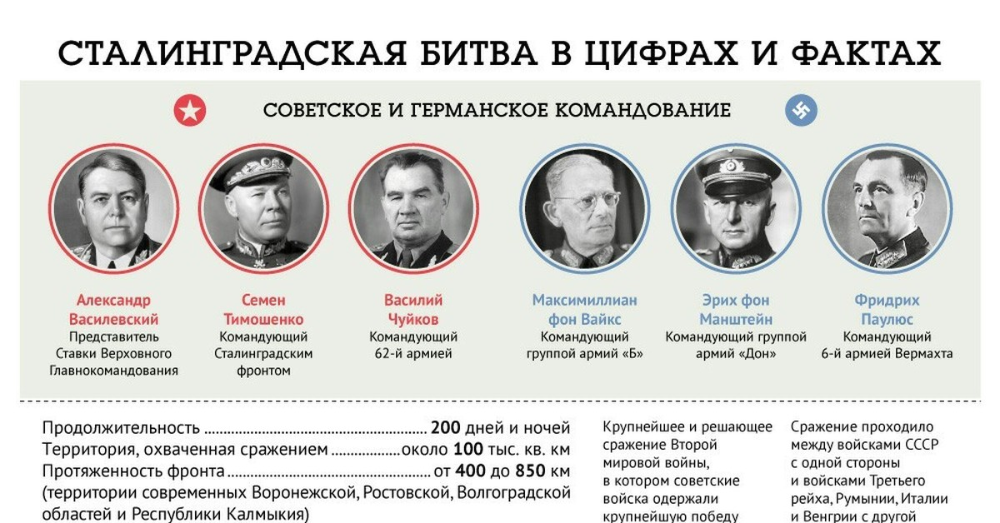 СТАЛИНГРАДСКАЯ БИТВА В ЦИФРАХ И ФАКТАХ
СОВЕТСКОЕ И ГЕРМАНСКОЕ КОМАНДОВАНИЕ
Александр
Василевский
Представитель
Ставки Верховного
Главнокомандования
Семен
Тимошенко
Командующий
Сталинградским
фронтом
Василий
Чуйков
Командующий
62-й армией
Максимиллиан
фон Вайкс
Командующий
группой армий «Б»
Эрих фон
Манштейн
Командующий группой
армий «Дон»
Фридрих
Паулюс
Командующий
6-й армией Вермахта
Продолжительность ........................................ 200 дней и ночей
Территория, охваченная сражением ................около 100 тыс. кв. км
Протяженность фронта......................................от 400 до 850 км
(территории современных Воронежской, Ростовской, Волгоградской
областей и Республики Калмыкия)
Крупнейшее и решающее
сражение Второй
мировой войны,
в котором советские
войска одержали
крупнейшую победу
Сражение проходило
между войсками СССР
с одной стороны
и войсками Третьего
рейха, Румынии, Италии
и Венгрии с другой